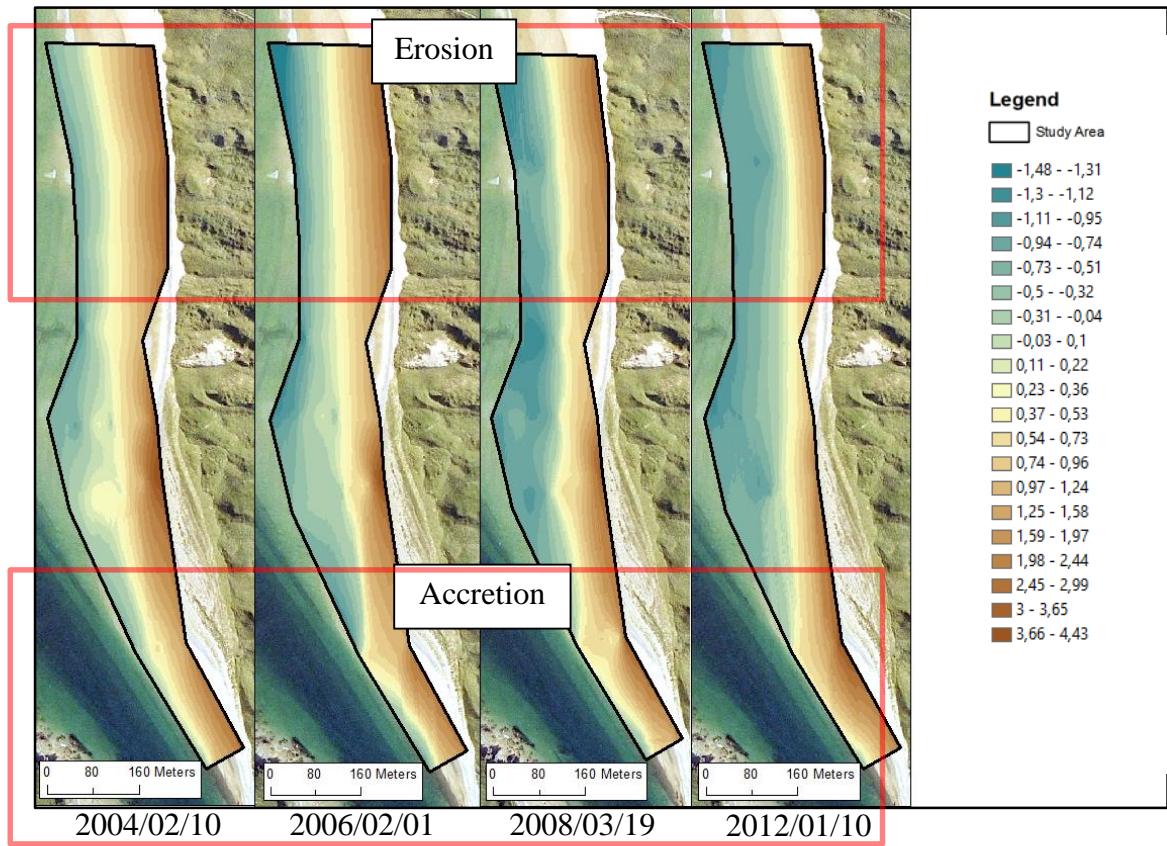 Erosion
Accretion
0 80 160 Meters
0 80 160 Meters
0 80 160 Meters
0 80 160 Meters
2004/02/10
2006/02/01
2008/03/19
2012/01/10
Legend
Study Area
-1,48 - -1,31
-1,3 - -1,12
-1,11 - -0,95
-0,94 - -0,74
-0,73 - -0,51
-0,5 - -0,32
-0,31 - -0,04
-0,03 - 0,1
0,11 - 0,22
0,23 - 0,36
0,37 - 0,53
0,54 - 0,73
0,74 - 0,96
0,97 - 1,24
1,25 - 1,58
1,59 - 1,97
1,98 - 2,44
2,45 - 2,99
3 - 3,65
3,66 - 4,43